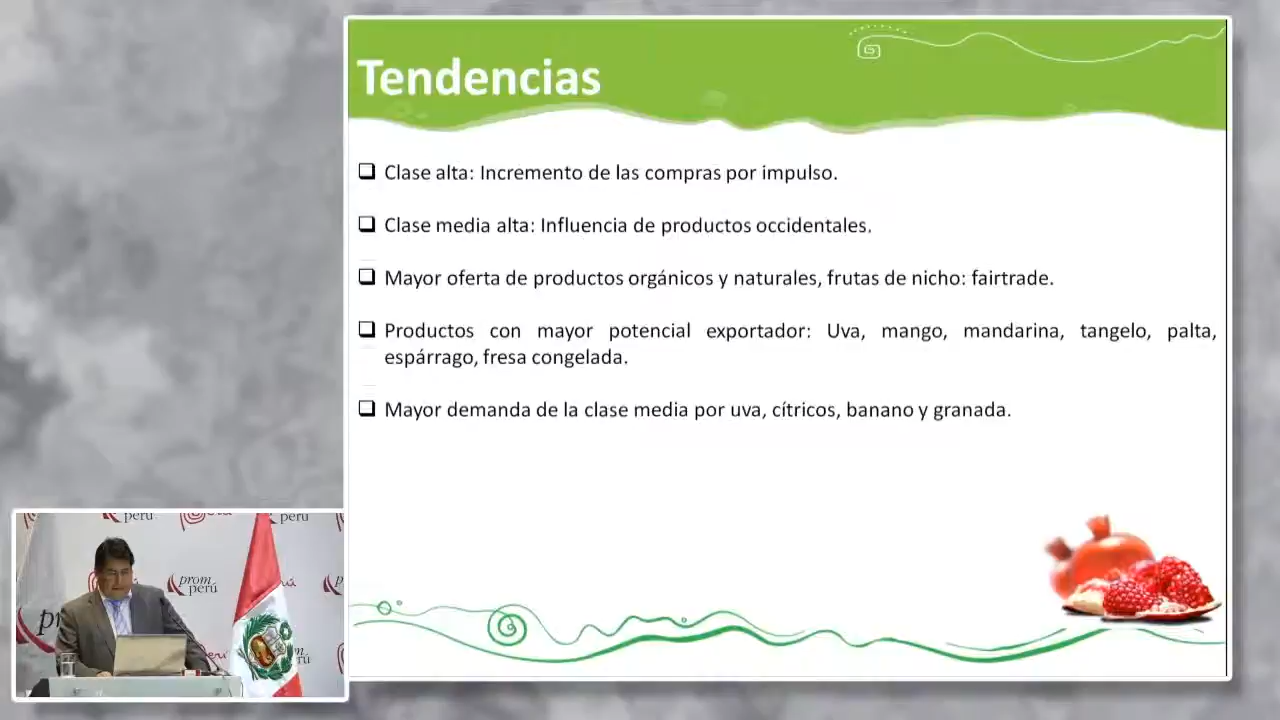 Tendencias
Clase alta: Incremento de las compras por impulso.
Clase media alta: Influencia de productos occidentales.
Mayor oferta de productos orgánicos y naturales, frutas de nicho: fairtrade.
Productos con mayor potencial exportador: Uva, mango, mandarina, tangelo, palta,
espárrago, fresa congelada.
Mayor demanda de la clase media por uva, cítricos, banano y granada.
perú
perú
prom
perú